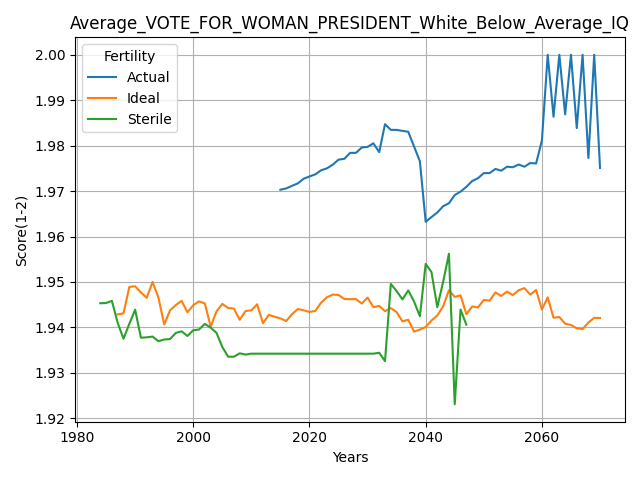 Average_VOTE_FOR_WOMAN_PRESIDENT_White_Below_Average_IQ
Fertility
Actual
Ideal
Sterile
Score(1-2)
2.00
1.99
1.98
1.97
1.96
1.95
1.94
1.93
1.92
1980
2000
2020
2040
2060
Years